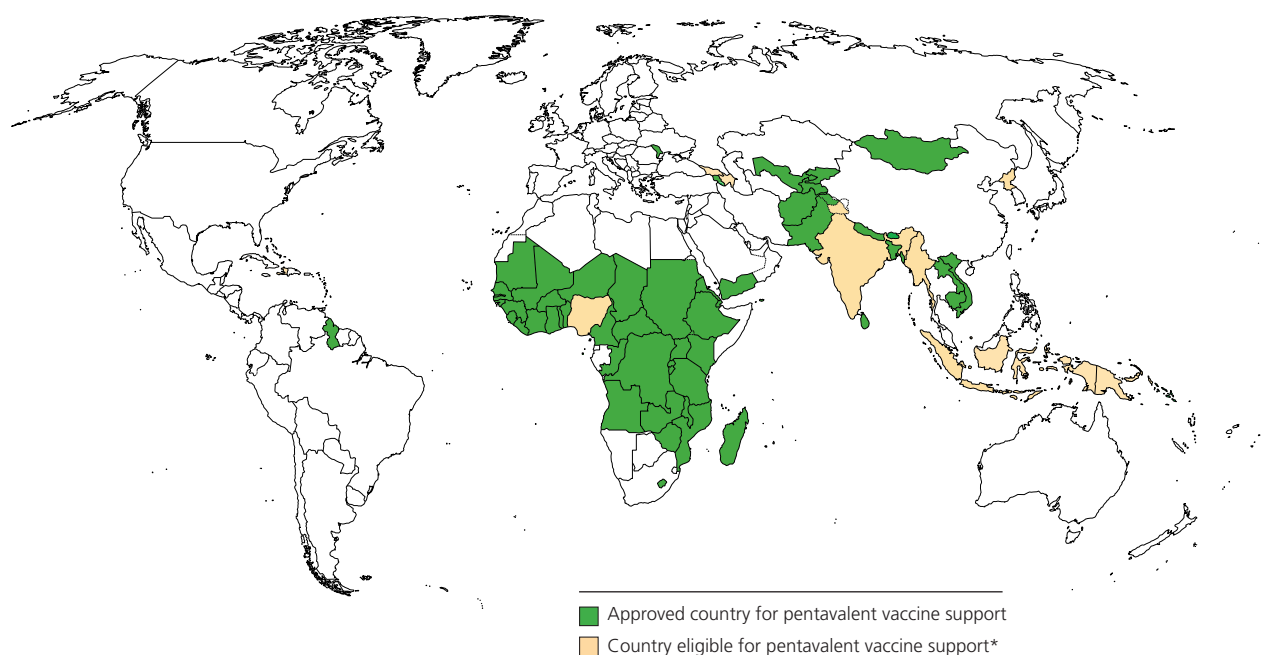 Approved country for pentavalent vaccine support
Country eligible for pentavalent vaccine support*